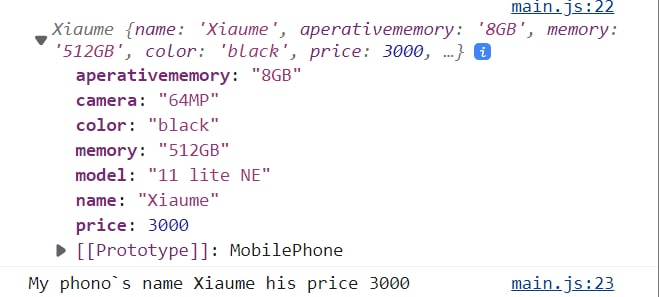 main.js:22
Xiaume {name: 'Xiaume', aperativememory: '8GB', memory:
'512GB', color: 'black', price: 3000, …} i
aperativememory: "8GB"
camera: "64MP"
color: "black"
memory: "512GB"
model: "11 lite NE"
name: "Xiaume"
price: 3000
[[Prototype]]: MobilePhone
My phono`s name Xiaume his price 3000 main.js:23